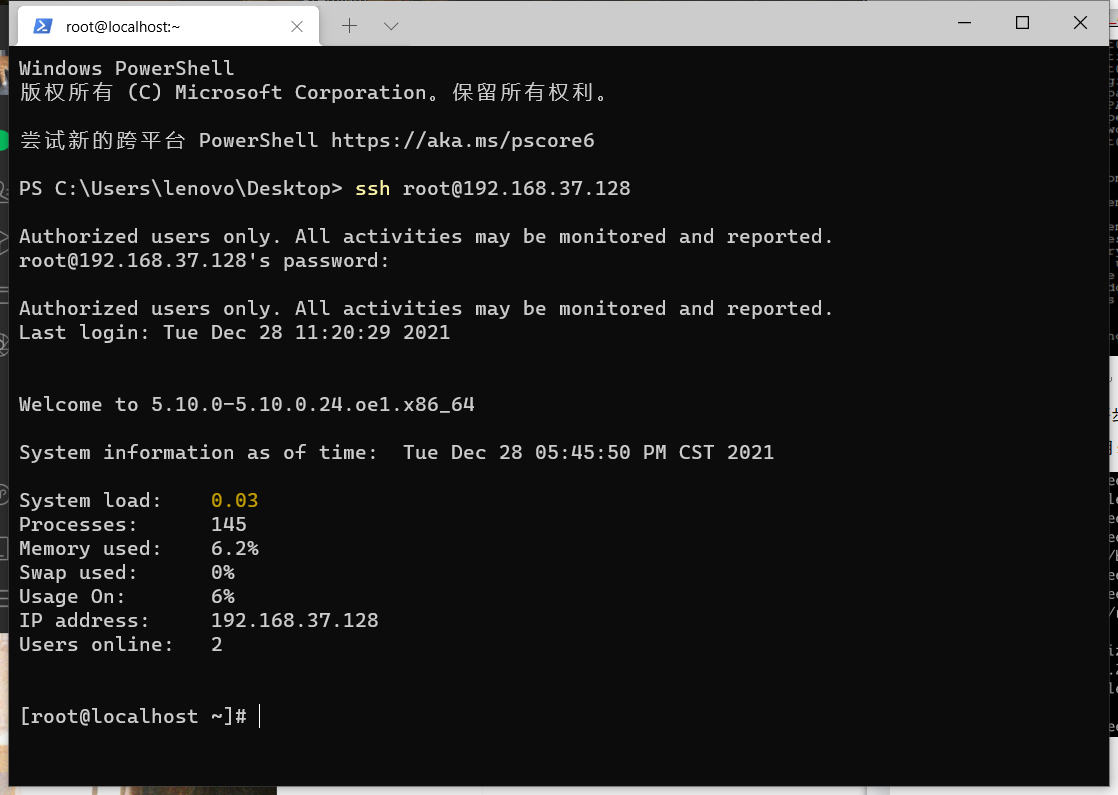 root@localhost:~
Windows PowerShell
版权所有 (C) Microsoft Corporation。保留所有权利。
尝试新的跨平台 PowerShell https://aka.ms/pscore6
PS C:\Users\lenovo\Desktop> ssh root@192.168.37.128
Authorized users only. All activities may be monitored and reported.
root@192.168.37.128's password:
Authorized users only. All activities may be monitored and reported.
Last login: Tue Dec 28 11:20:29 2021
Welcome to 5.10.0-5.10.0.24.oe1.x86_64
System information as of time:  Tue Dec 28 05:45:50 PM CST 2021
System load:    0.03
Processes:      145
Memory used:    6.2%
Swap used:      0%
Usage On:       6%
IP address:     192.168.37.128
Users online:   2
[root@localhost ~]#